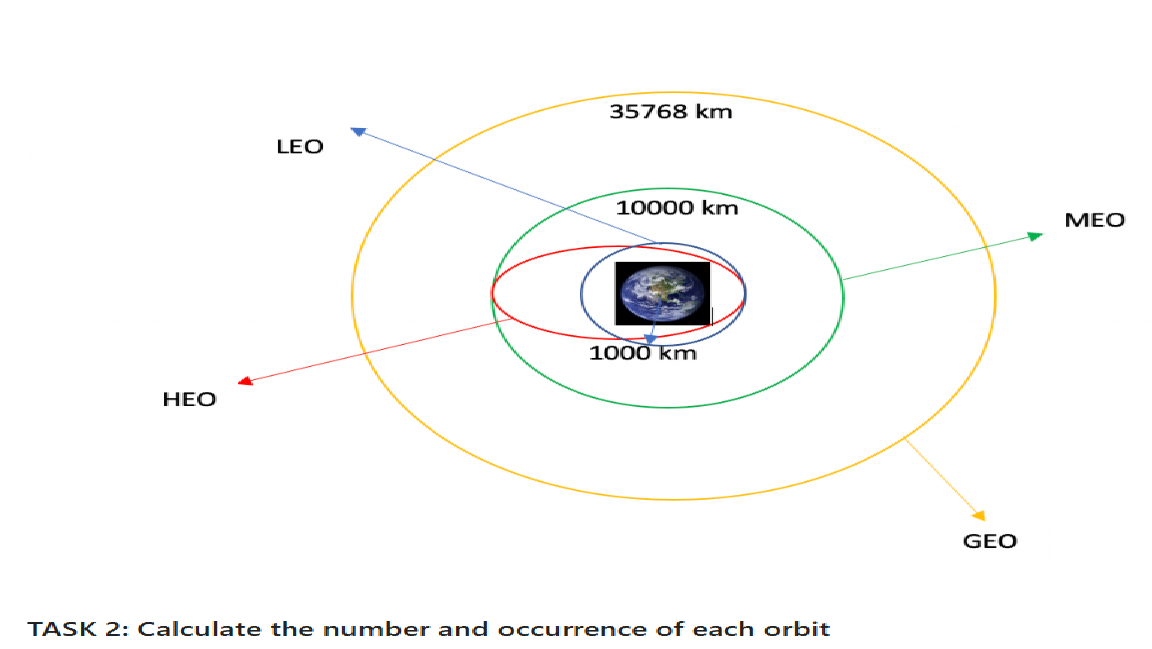 35768 km
LEO
10000 km
MEO
1000 km
HEO
GEO
TASK 2: Calculate the number and occurrence of each orbit